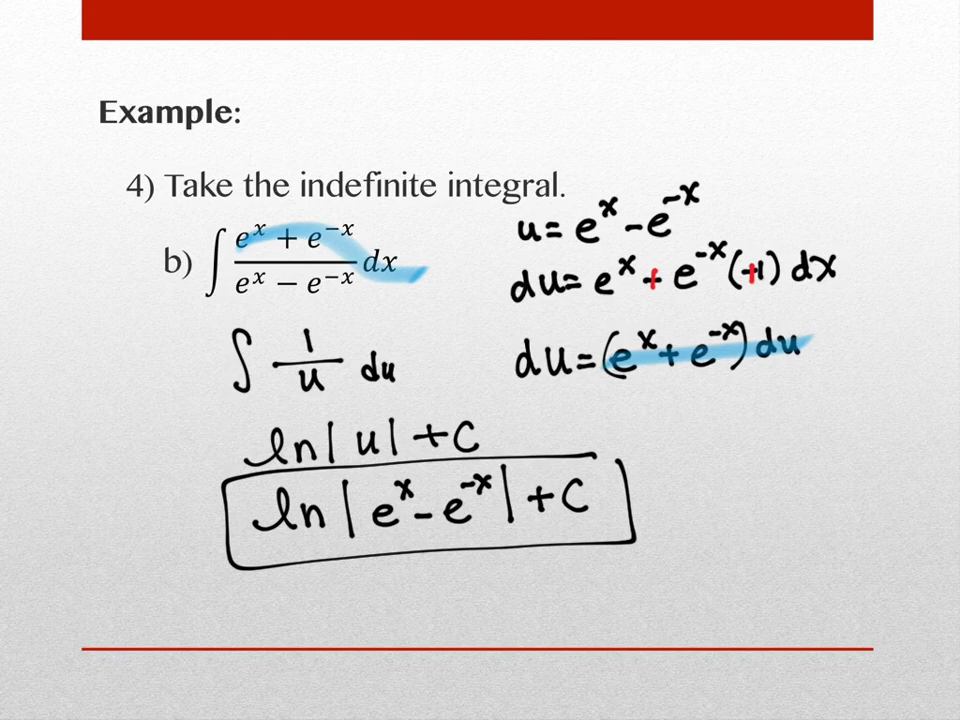 Example:
4) Take the indefinite integral.
b) ∫ (e^x + e^{-x})/(e^x − e^{-x}) dx
u = e^x − e^{-x}
du = e^x + e^{-x}(+1) dx
∫ 1/u du
du = (e^x + e^{-x}) du
ln|u| + C
ln|e^x − e^{-x}| + C